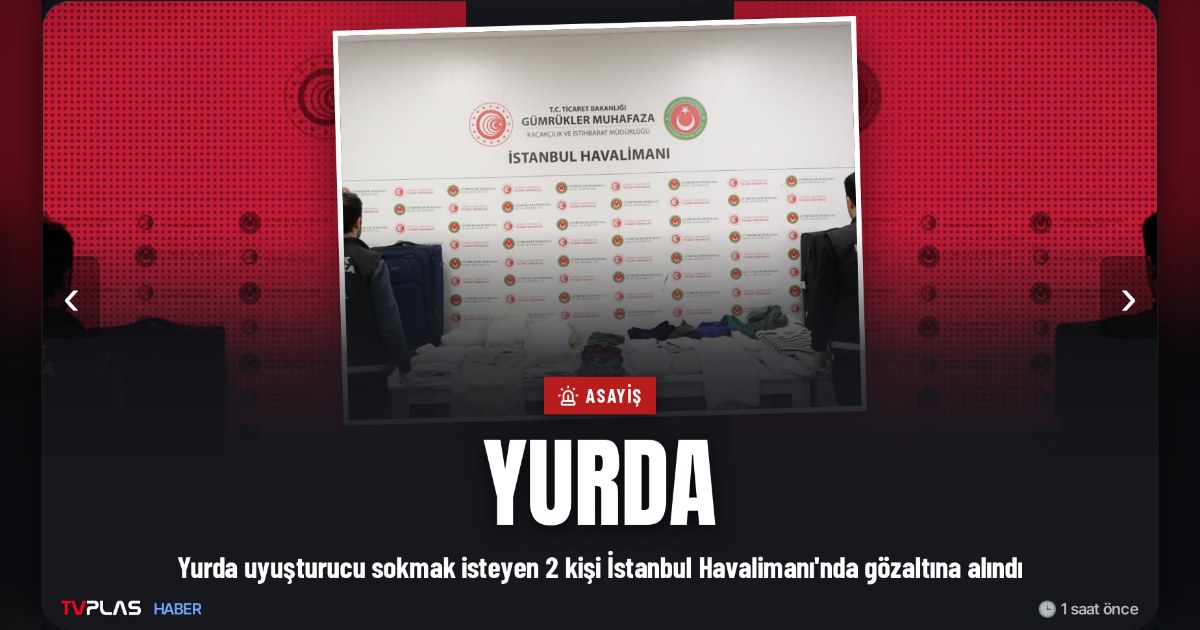 T.C. TİCARET BAKANLIĞI
GÜMRÜKLER MUHAFAZA
KAÇAKÇILIK VE İSTİHBARAT MÜDÜRLÜĞÜ
İSTANBUL HAVALİMANI
ASAYİŞ
YURDA
Yurda uyuşturucu sokmak isteyen 2 kişi İstanbul Havalimanı'nda gözaltına alındı
TVPLAS HABER
1 saat önce